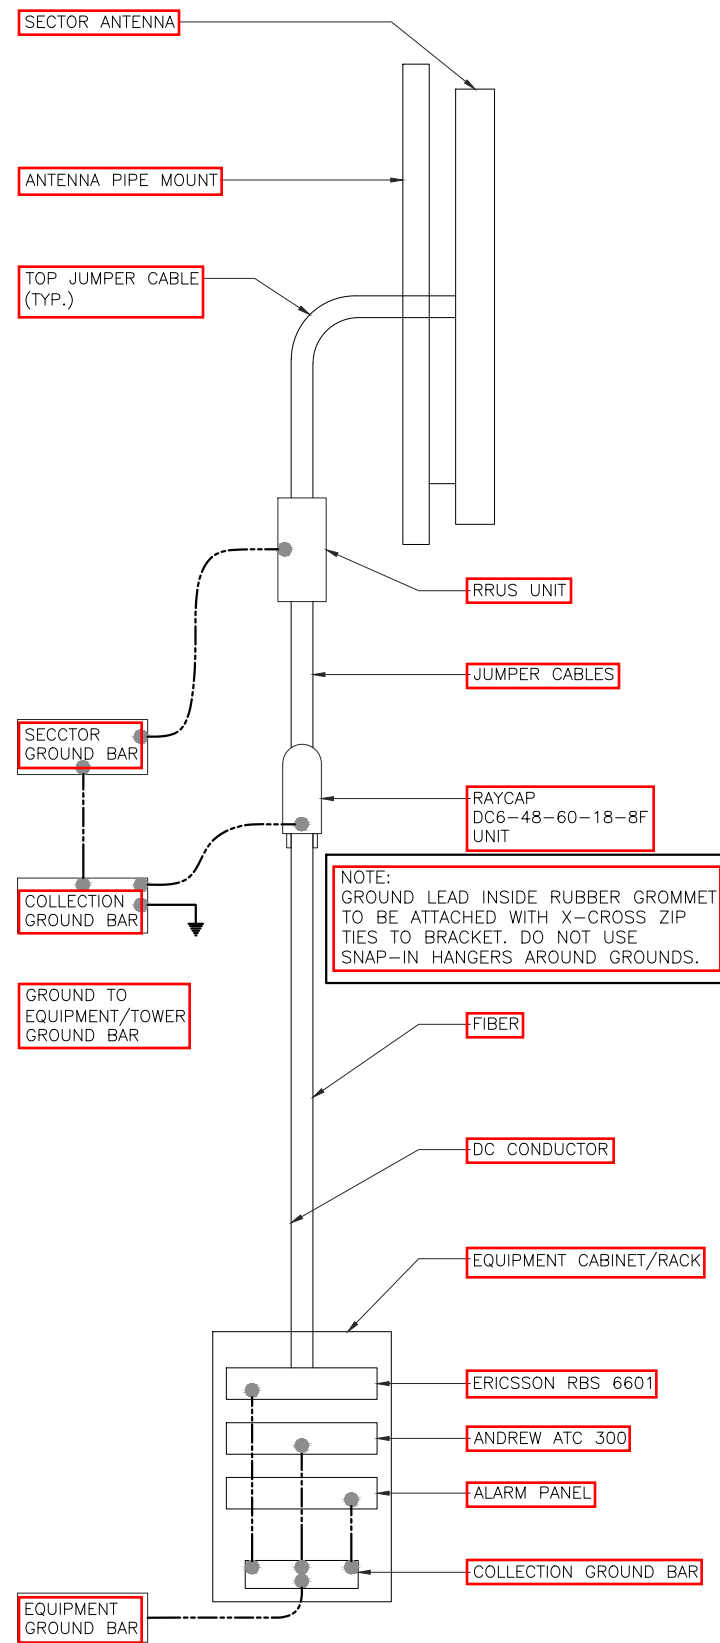 SECTOR ANTENNA
ANTENNA PIPE MOUNT
TOP JUMPER CABLE
(TYP.)
RRUS UNIT
JUMPER CABLES
SECCTOR
GROUND BAR
RAYCAP
DC6-48-60-18-8F
UNIT
COLLECTION
GROUND BAR
NOTE:
GROUND LEAD INSIDE RUBBER GROMMET
TO BE ATTACHED WITH X-CROSS ZIP
TIES TO BRACKET. DO NOT USE
SNAP-IN HANGERS AROUND GROUNDS.
GROUND TO
EQUIPMENT/TOWER
GROUND BAR
FIBER
DC CONDUCTOR
EQUIPMENT CABINET/RACK
ERICSSON RBS 6601
ANDREW ATC 300
ALARM PANEL
COLLECTION GROUND BAR
EQUIPMENT
GROUND BAR